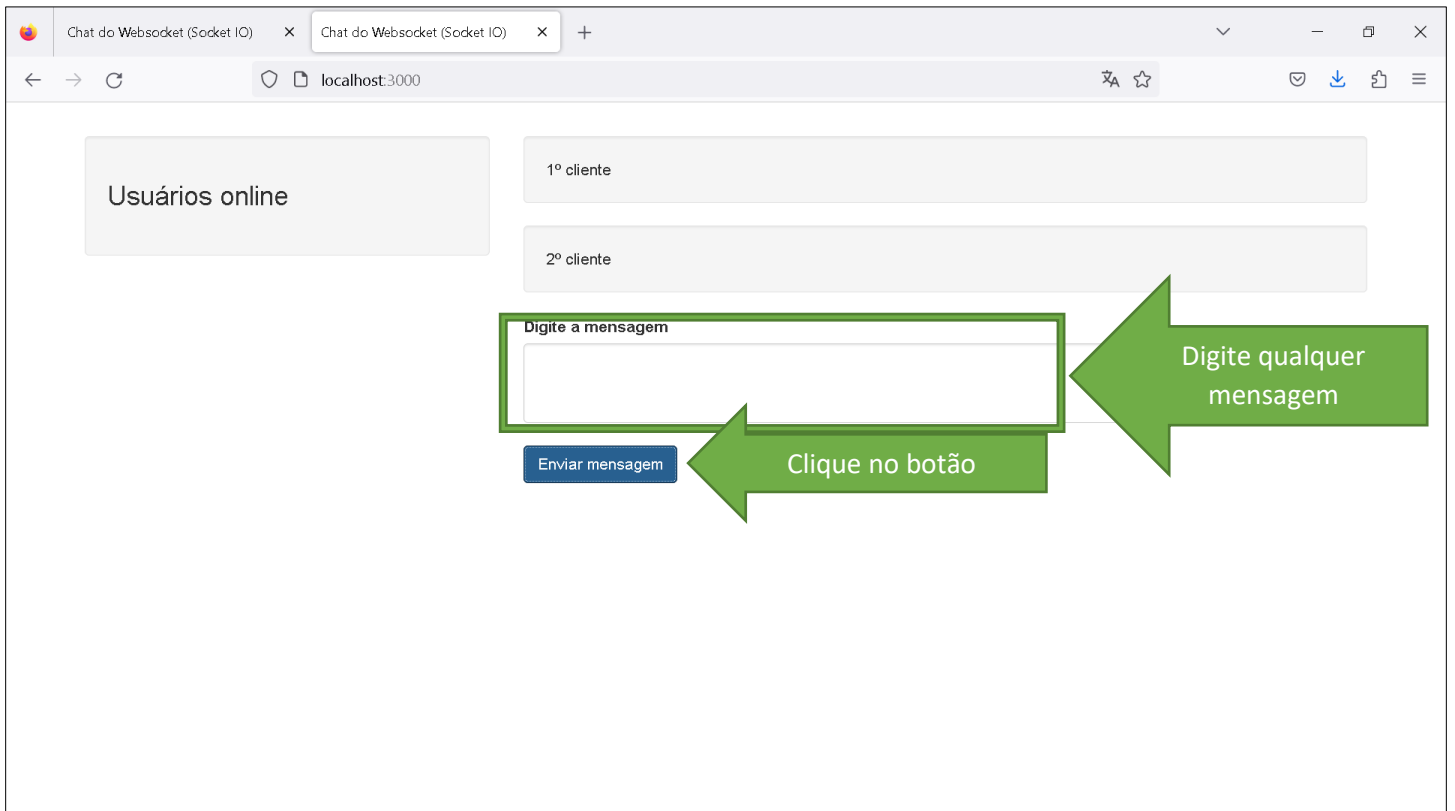 Chat do Websocket (Socket IO)
Chat do Websocket (Socket IO)
localhost:3000
Usuários online
1º cliente
2º cliente
Digite a mensagem
Digite qualquer
mensagem
Enviar mensagem
Clique no botão